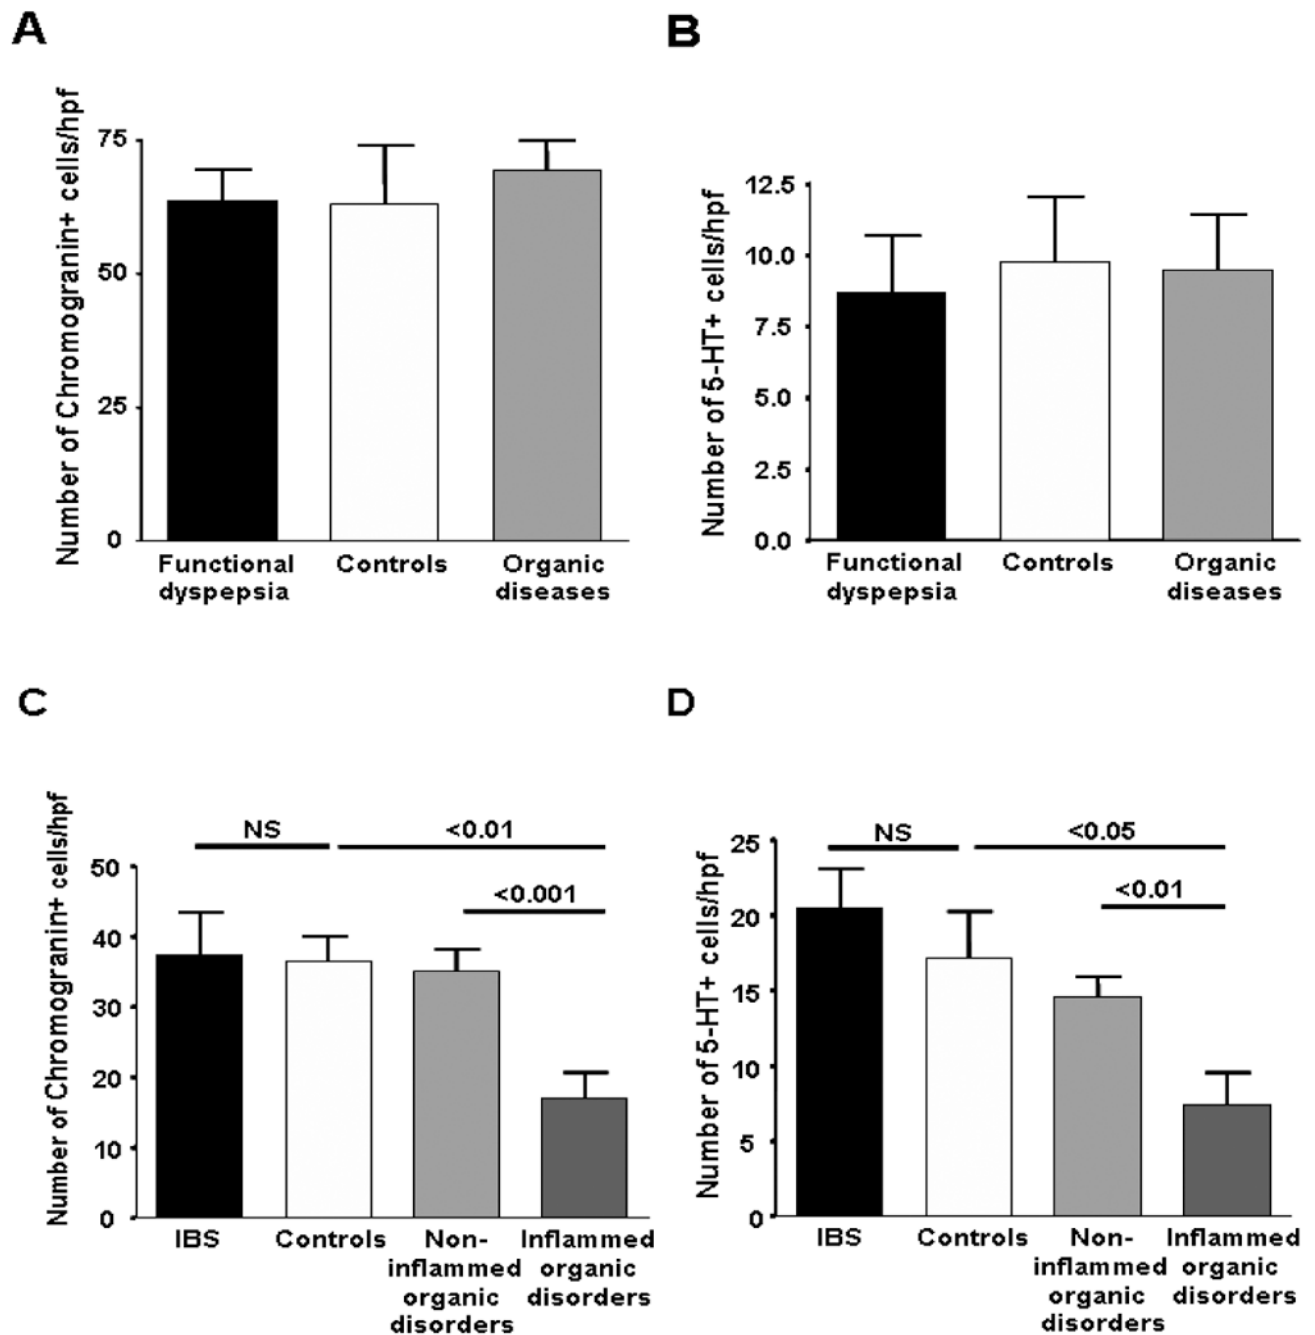 A
Number of Chromogranin+ cells/hpf
75
50
25
0
Functional
dyspepsia
Controls
Organic
diseases
B
Number of 5-HT+ cells/hpf
12.5
10.0
7.5
5.0
2.5
0.0
Functional
dyspepsia
Controls
Organic
diseases
C
Number of Chromogranin+ cells/hpf
50
40
30
20
10
0
NS
<0.01
<0.001
IBS
Controls
Non-
inflammed
organic
disorders
Inflammed
organic
disorders
D
Number of 5-HT+ cells/hpf
25
20
15
10
5
0
NS
<0.05
<0.01
IBS
Controls
Non-
inflammed
organic
disorders
Inflammed
organic
disorders